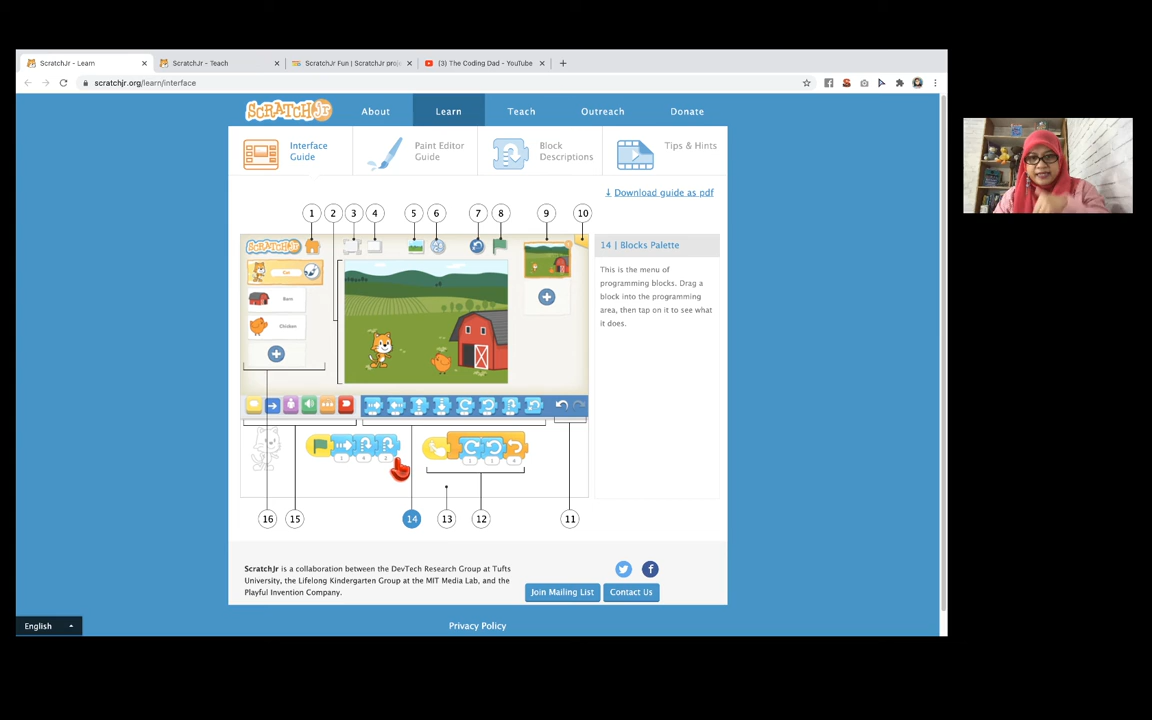 ScratchJr - Learn
ScratchJr - Teach
ScratchJr Fun | ScratchJr proj
(3) The Coding Dad - YouTube
scratchjr.org/learn/interface
SCRATCHJr
About
Learn
Teach
Outreach
Donate
Interface
Guide
Paint Editor
Guide
Block
Descriptions
Tips & Hints
Download guide as pdf
1
2
3
4
5
6
7
8
9
10
SCRATCHJr
Cat
Barn
Chicken
14 | Blocks Palette
This is the menu of
programming blocks. Drag a
block into the programming
area, then tap on it to see what
it does.
16
15
14
13
12
11
ScratchJr is a collaboration between the DevTech Research Group at Tufts
University, the Lifelong Kindergarten Group at the MIT Media Lab, and the
Playful Invention Company.
Join Mailing List
Contact Us
English
Privacy Policy